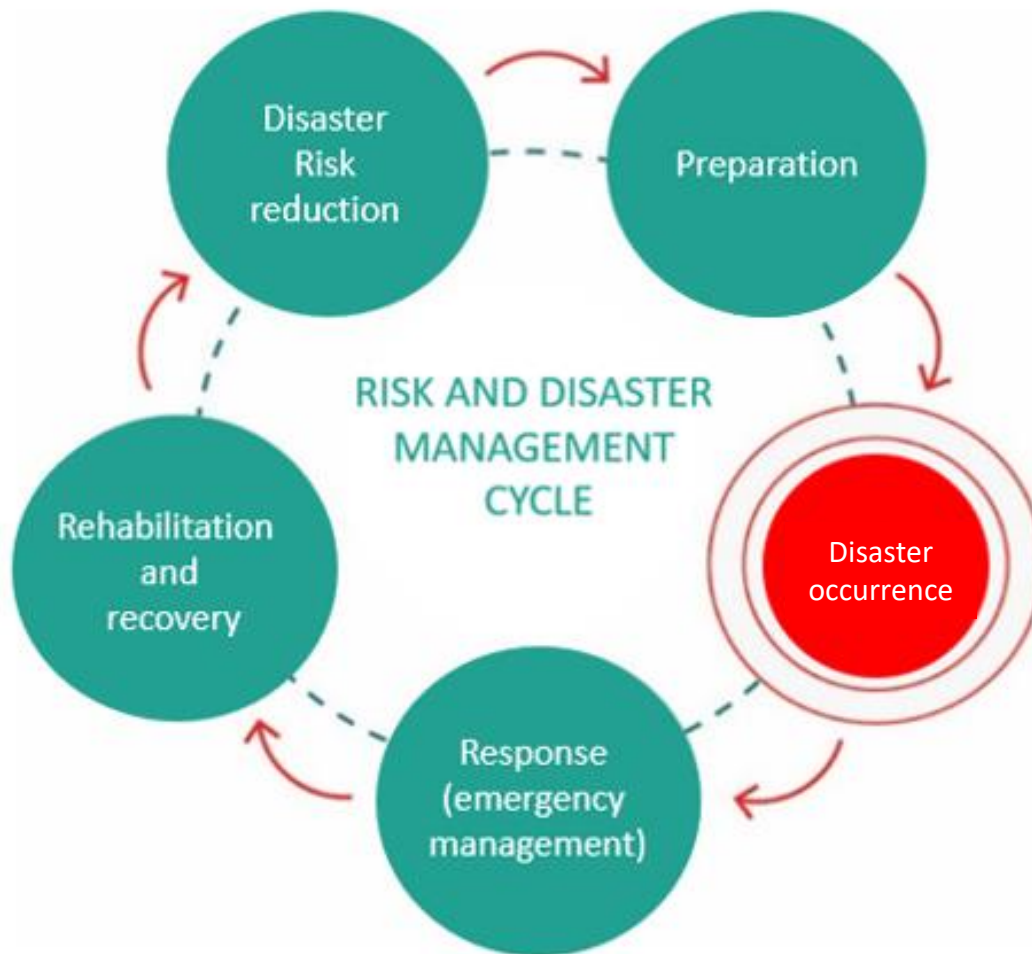 Disaster
Risk
reduction
Preparation
RISK AND DISASTER
MANAGEMENT
CYCLE
Disaster
occurrence
Rehabilitation
and
recovery
Response
(emergency
management)